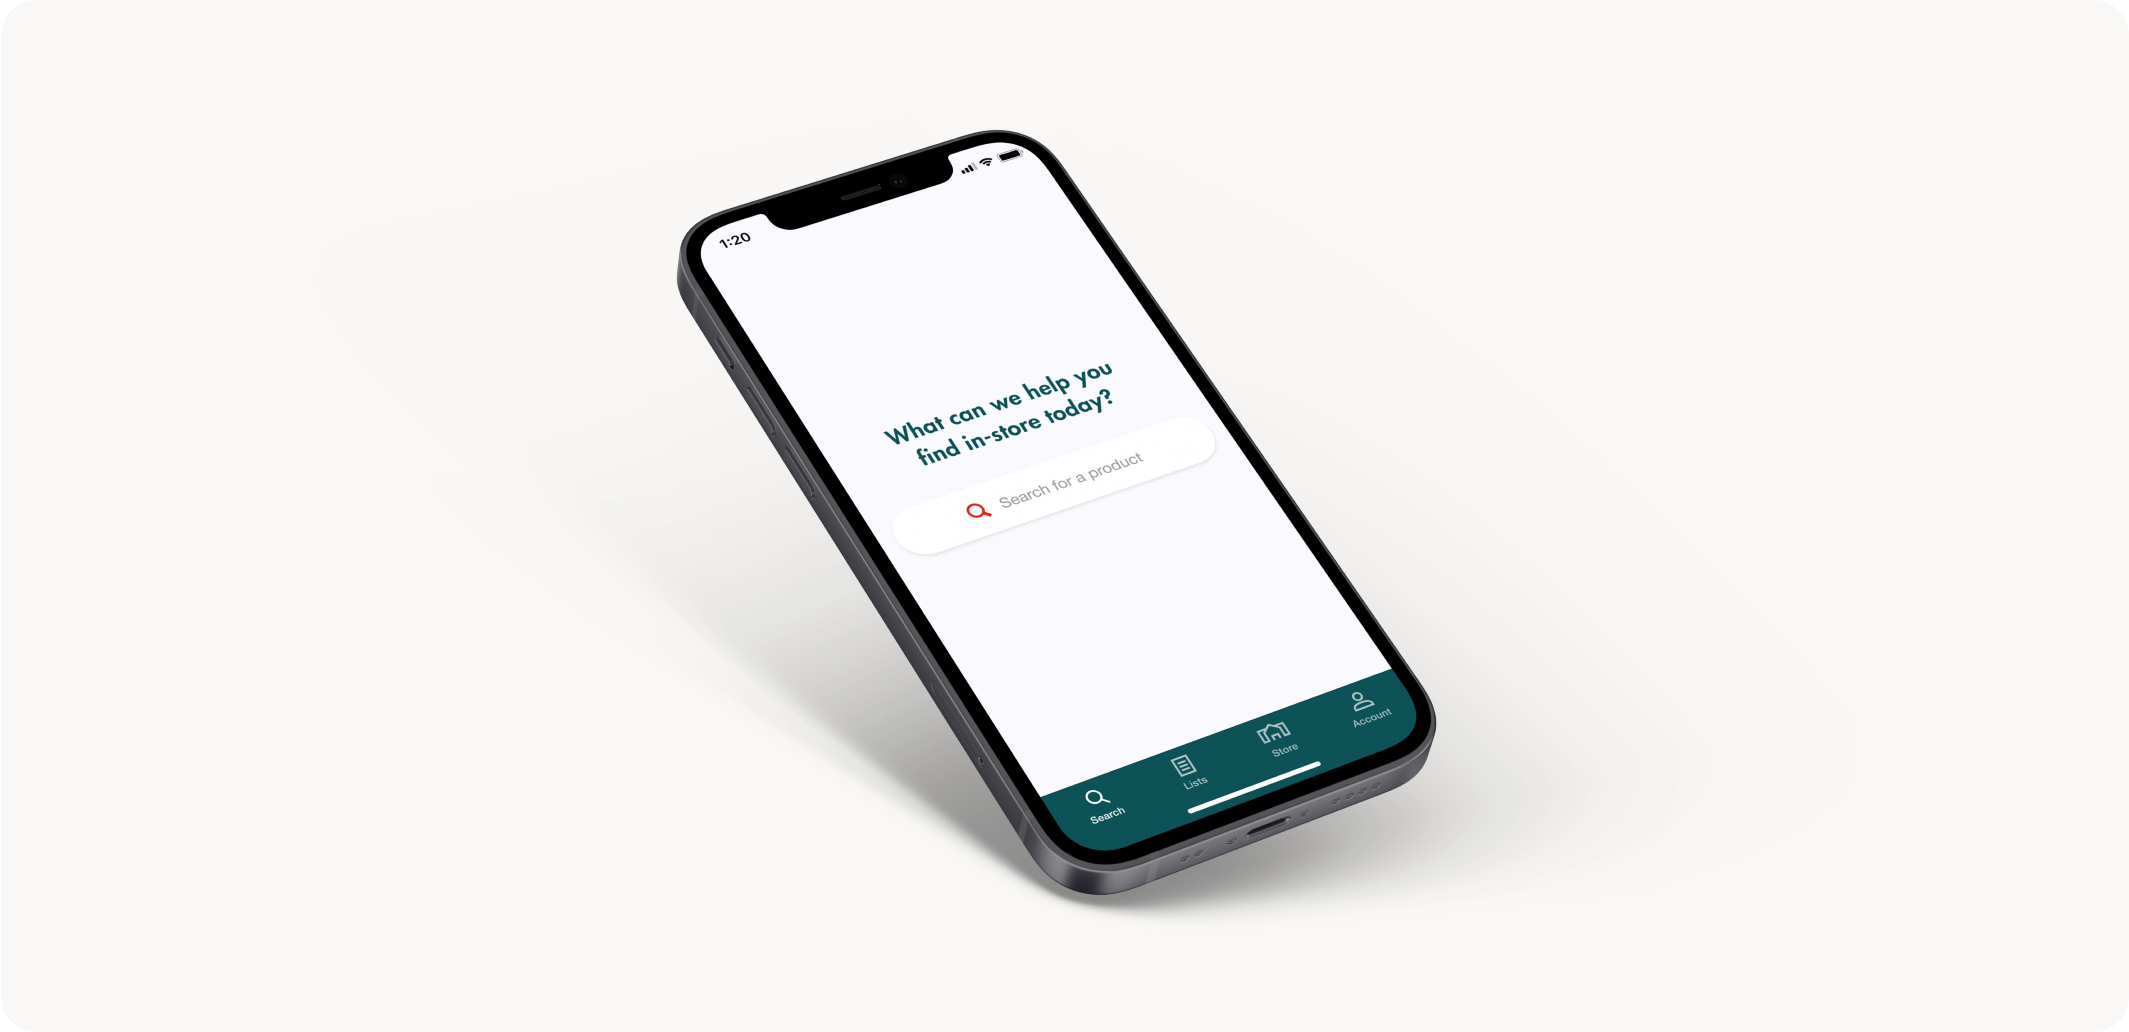 1:20
What can we help you
find in-store today?
Search for a product
Search
Lists
Store
Account